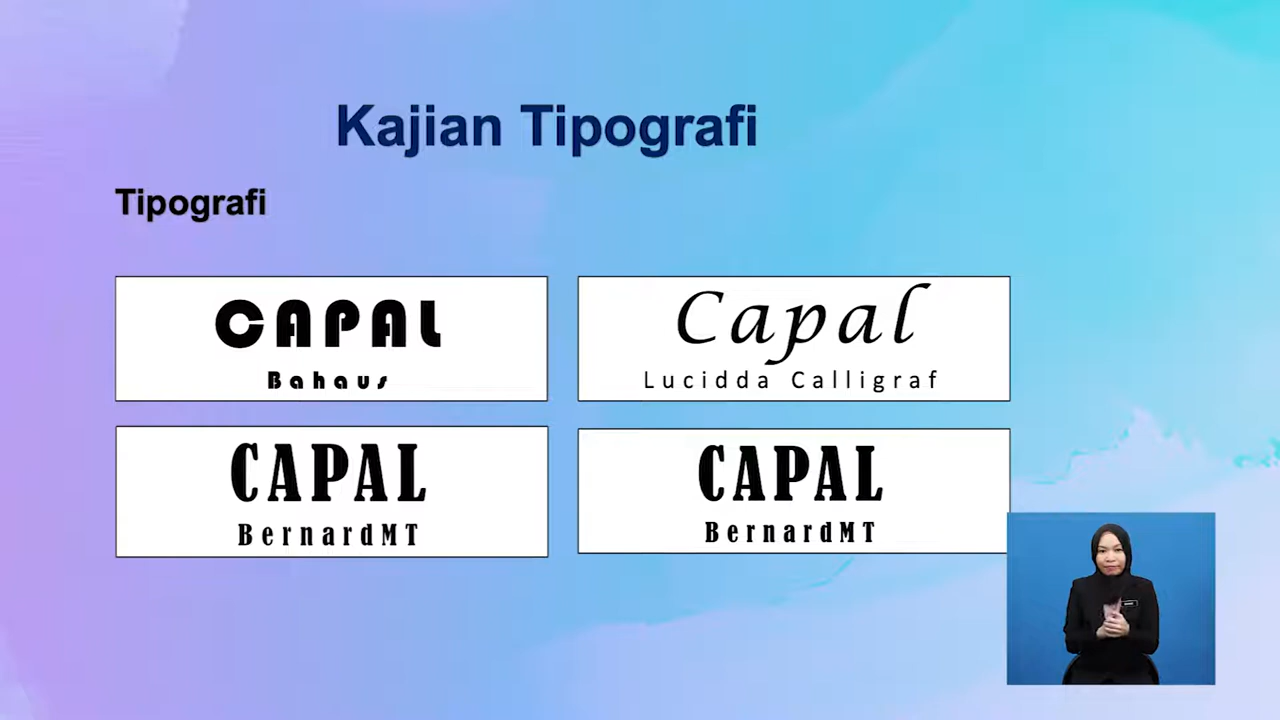 Kajian Tipografi
Tipografi
CAPAL
Bahaus
Capal
Lucidda Calligraf
CAPAL
BernardMT
CAPAL
BernardMT